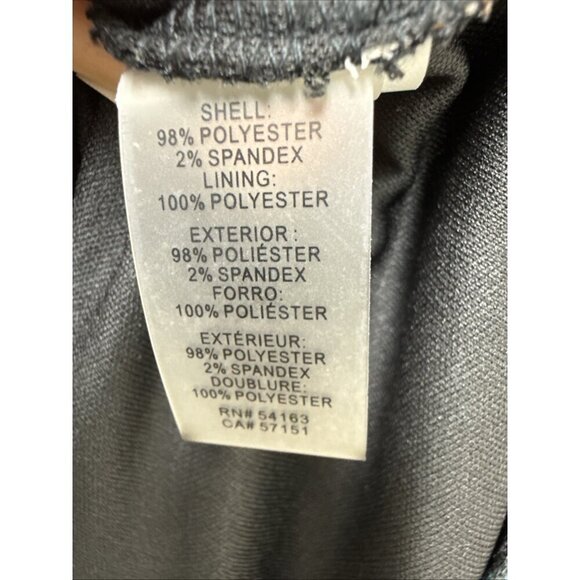 SHELL:
98% POLYESTER
2% SPANDEX
LINING:
100% POLYESTER
EXTERIOR :
98% POLIÉSTER
2% SPANDEX
FORRO:
100% POLIÉSTER
EXTÉRIEUR:
98% POLYESTER
2% SPANDEX
DOUBLURE:
100% POLYESTER
RN# 54163
CA# 57151